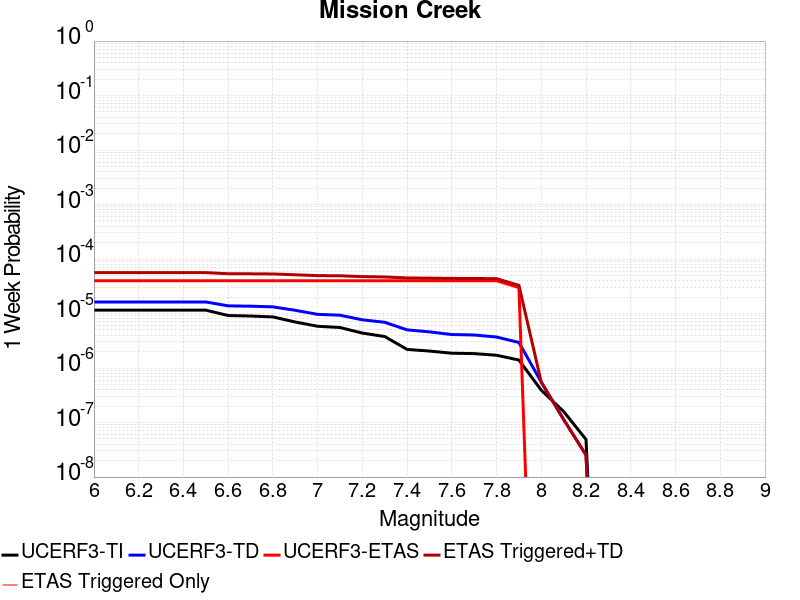 Mission Creek
10^0
10^-1
10^-2
10^-3
10^-4
10^-5
10^-6
10^-7
10^-8
1 Week Probability
6 6.2 6.4 6.6 6.8 7 7.2 7.4 7.6 7.8 8 8.2 8.4 8.6 8.8 9
Magnitude
UCERF3-TI UCERF3-TD UCERF3-ETAS ETAS Triggered+TD
ETAS Triggered Only